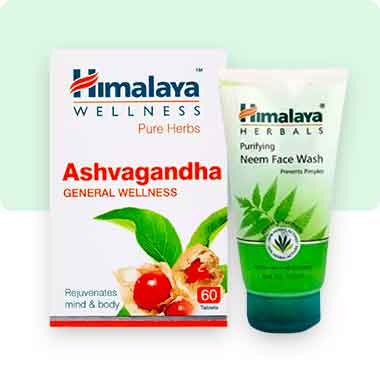 Himalaya™
WELLNESS
Pure Herbs
Ashvagandha
GENERAL WELLNESS
Rejuvenates
mind & body
60
Tablets
Himalaya
HERBALS
Purifying
Neem Face Wash
Prevents Pimples